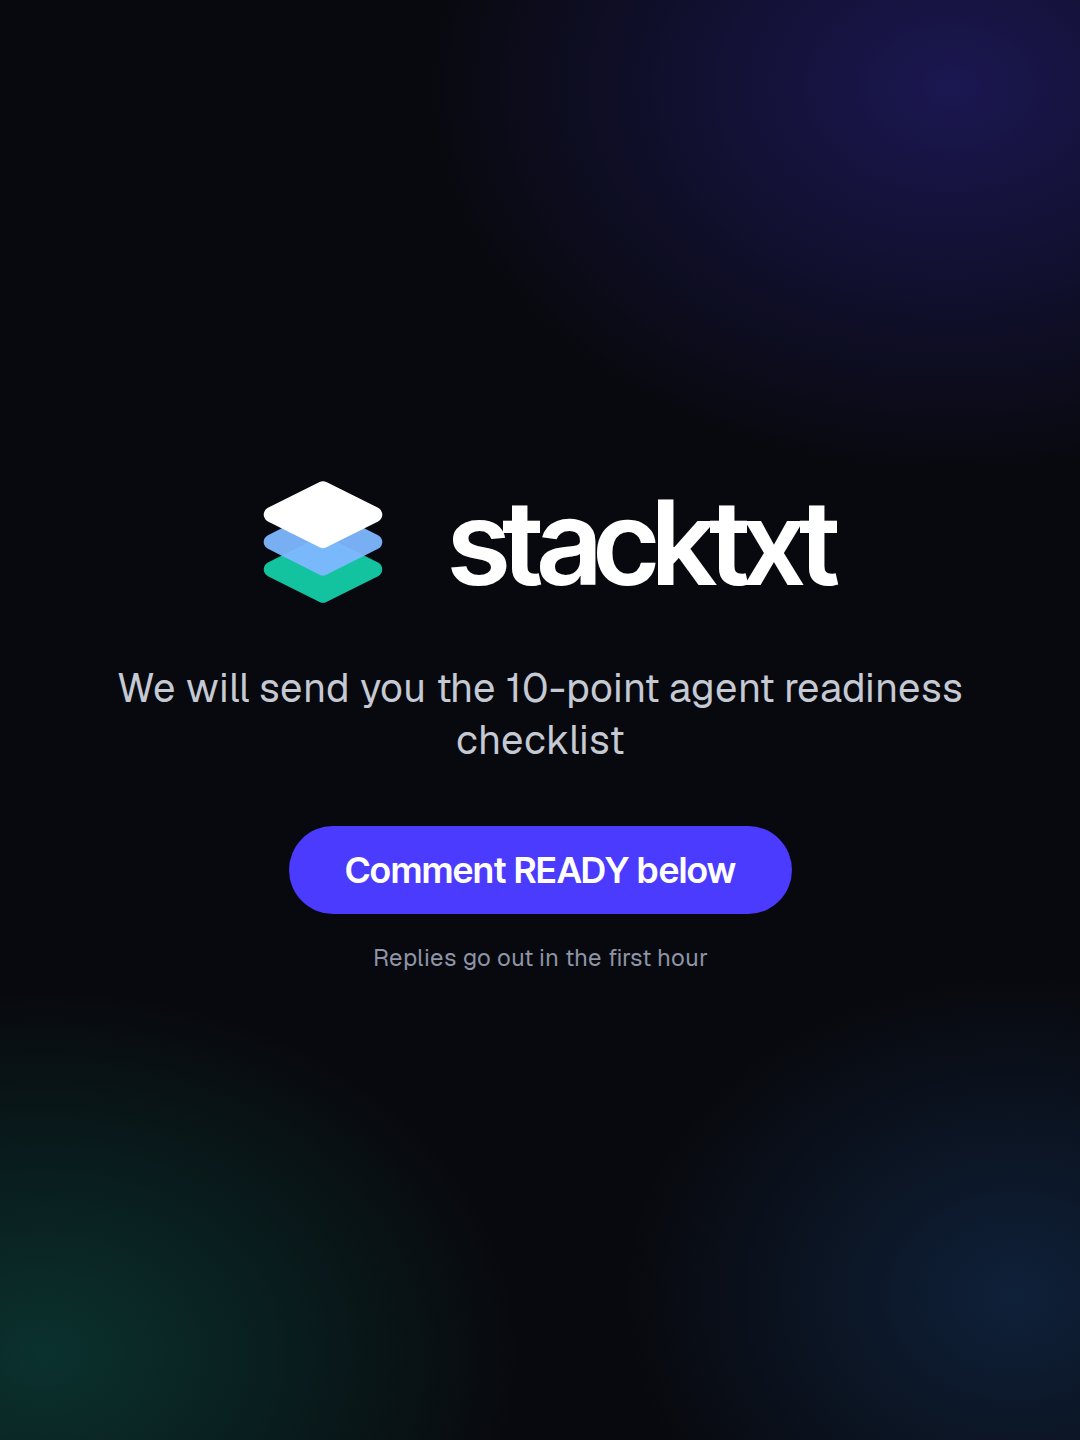 stacktxt
We will send you the 10-point agent readiness
checklist
Comment READY below
Replies go out in the first hour